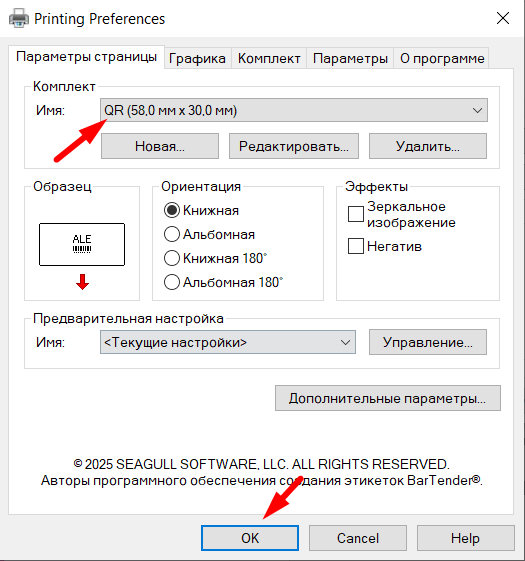 Printing Preferences
Параметры страницы Графика Комплект Параметры О программе
Комплект
Имя: QR (58,0 мм x 30,0 мм)
Новая... Редактировать... Удалить...
Образец Ориентация Эффекты
ALE
Книжная
Альбомная
Книжная 180°
Альбомная 180°
Зеркальное
изображение
Негатив
Предварительная настройка
Имя: <Текущие настройки> Управление...
Дополнительные параметры...
© 2025 SEAGULL SOFTWARE, LLC. ALL RIGHTS RESERVED.
Авторы программного обеспечения создания этикеток BarTender®.
OK Cancel Help